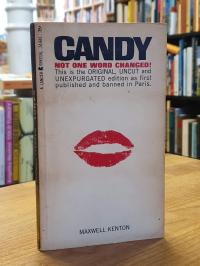 CANDY
NOT ONE WORD CHANGED!
This is the ORIGINAL, UNCUT and
UNEXPURGATED edition as first
published and banned in Paris.
MAXWELL KENTON